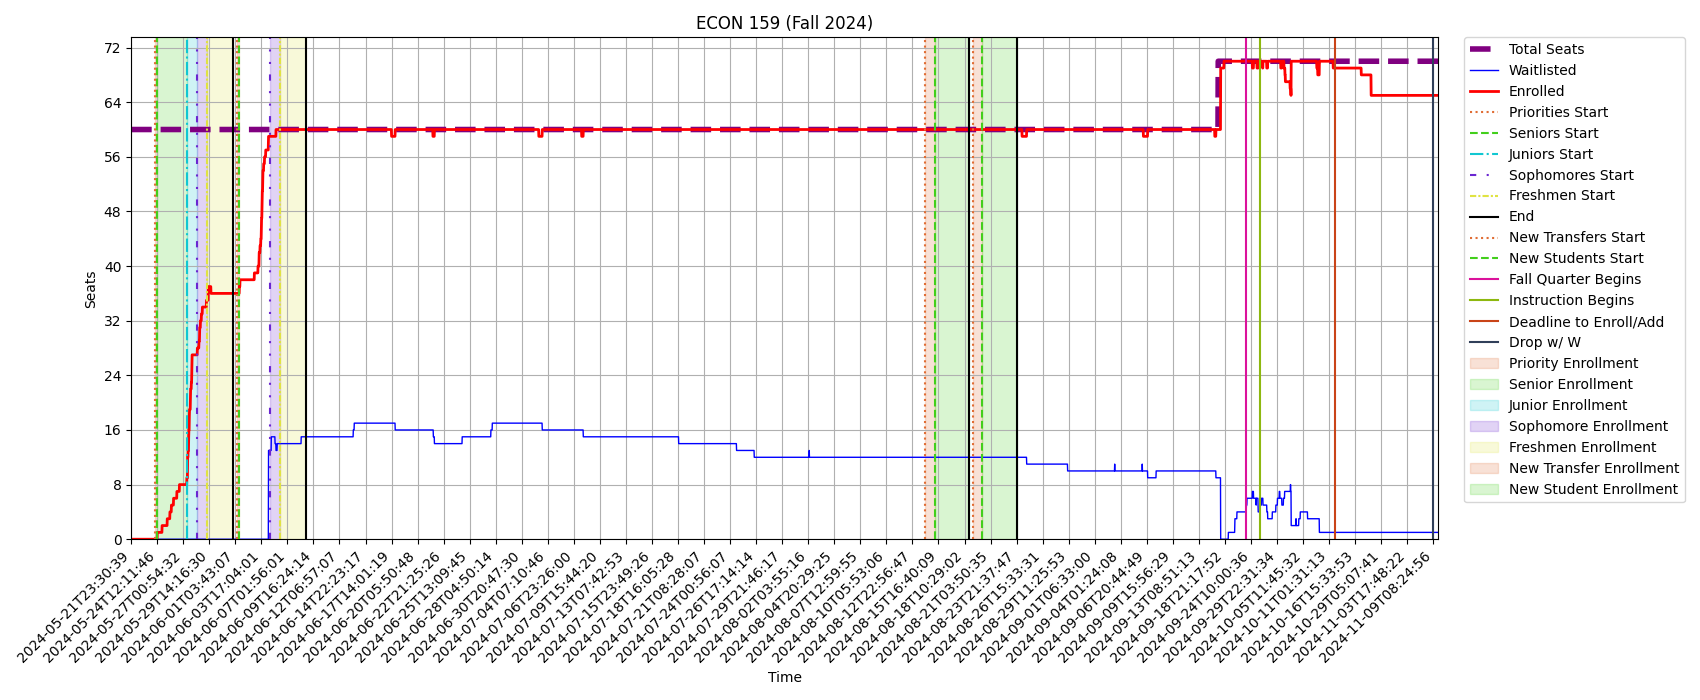 ECON 159 (Fall 2024)
Seats
72
64
56
48
40
32
24
16
8
0
2024-05-21T23:30:39
2024-05-24T12:11:46
2024-05-27T00:54:32
2024-05-29T14:16:30
2024-06-01T03:43:07
2024-06-03T17:04:01
2024-06-07T01:56:01
2024-06-09T16:24:14
2024-06-12T06:57:07
2024-06-14T22:23:17
2024-06-17T14:01:19
2024-06-20T05:50:48
2024-06-22T21:25:26
2024-06-25T13:09:45
2024-06-28T04:50:14
2024-06-30T20:47:30
2024-07-04T07:10:46
2024-07-06T23:26:00
2024-07-09T15:44:20
2024-07-13T07:42:53
2024-07-15T23:49:26
2024-07-18T16:05:28
2024-07-21T08:28:07
2024-07-24T00:56:07
2024-07-26T17:14:14
2024-07-29T21:46:17
2024-08-02T03:55:16
2024-08-04T20:29:25
2024-08-07T12:59:55
2024-08-10T05:53:06
2024-08-12T22:56:47
2024-08-15T16:40:09
2024-08-18T10:29:02
2024-08-21T03:50:35
2024-08-23T21:37:47
2024-08-26T15:33:31
2024-08-29T11:25:53
2024-09-01T06:33:00
2024-09-04T01:24:08
2024-09-06T20:44:49
2024-09-10T15:56:29
2024-09-13T08:51:13
2024-09-18T21:17:52
2024-09-24T10:00:36
2024-09-29T22:31:34
2024-10-05T11:45:32
2024-10-11T01:31:13
2024-10-16T15:33:53
2024-10-29T05:07:41
2024-11-03T17:48:22
2024-11-09T08:24:56
Time
Total Seats
Waitlisted
Enrolled
Priorities Start
Seniors Start
Juniors Start
Sophomores Start
Freshmen Start
End
New Transfers Start
New Students Start
Fall Quarter Begins
Instruction Begins
Deadline to Enroll/Add
Drop w/ W
Priority Enrollment
Senior Enrollment
Junior Enrollment
Sophomore Enrollment
Freshmen Enrollment
New Transfer Enrollment
New Student Enrollment